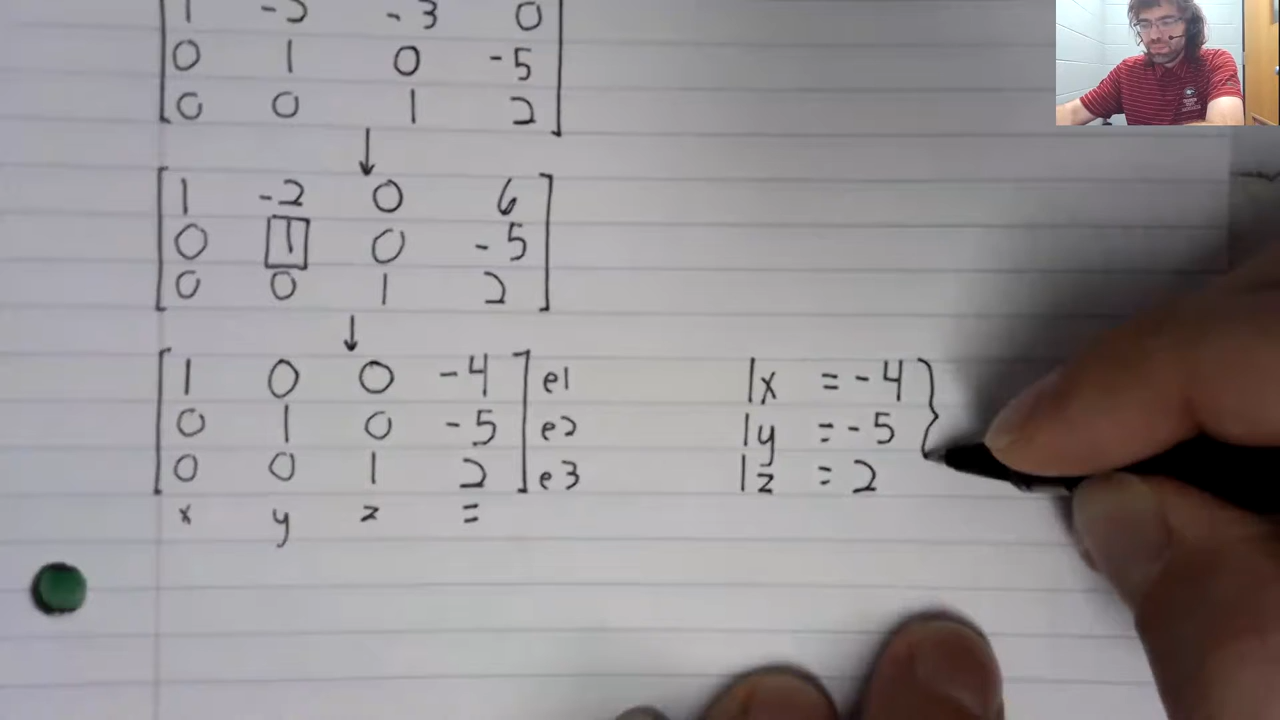 1 -2 -3 0
0 1 0 -5
0 0 1 2
↓
1 -2 0 6
0 1 0 -5
0 0 1 2
↓
1 0 0 -4 e1
0 1 0 -5 e2
0 0 1 2 e3
x y z =
1x = -4
1y = -5
1z = 2